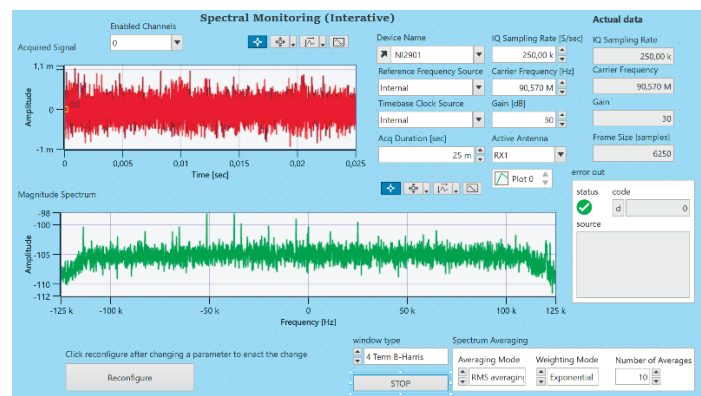 Spectral Monitoring (Interative)
Actual data
Enabled Channels
0
Acquired Signal
1,1 m
0
-1 m
Amplitude
0
0,005
0,01
0,015
0,02
0,025
Time [sec]
Device Name
NI2901
IQ Sampling Rate [S/sec]
250,00 k
Reference Frequency Source
Internal
Carrier Frequency [Hz]
90,570 M
Timebase Clock Source
Internal
Gain [dB]
30
Acq Duration [sec]
25 m
Active Antenna
RX1
Plot 0
IQ Sampling Rate
250,00 k
Carrier Frequency
90,570 M
Gain
30
Frame Size [samples]
6250
error out
status
code
d
0
source
Magnitude Spectrum
-98
-100
-105
-110
-112
Amplitude
-125 k
-100 k
-50 k
0
50 k
100 k
125 k
Frequency [Hz]
Click reconfigure after changing a parameter to enact the change
Reconfigure
window type
4 Term B-Harris
STOP
Spectrum Averaging
Averaging Mode
RMS averaging
Weighting Mode
Exponential
Number of Averages
10